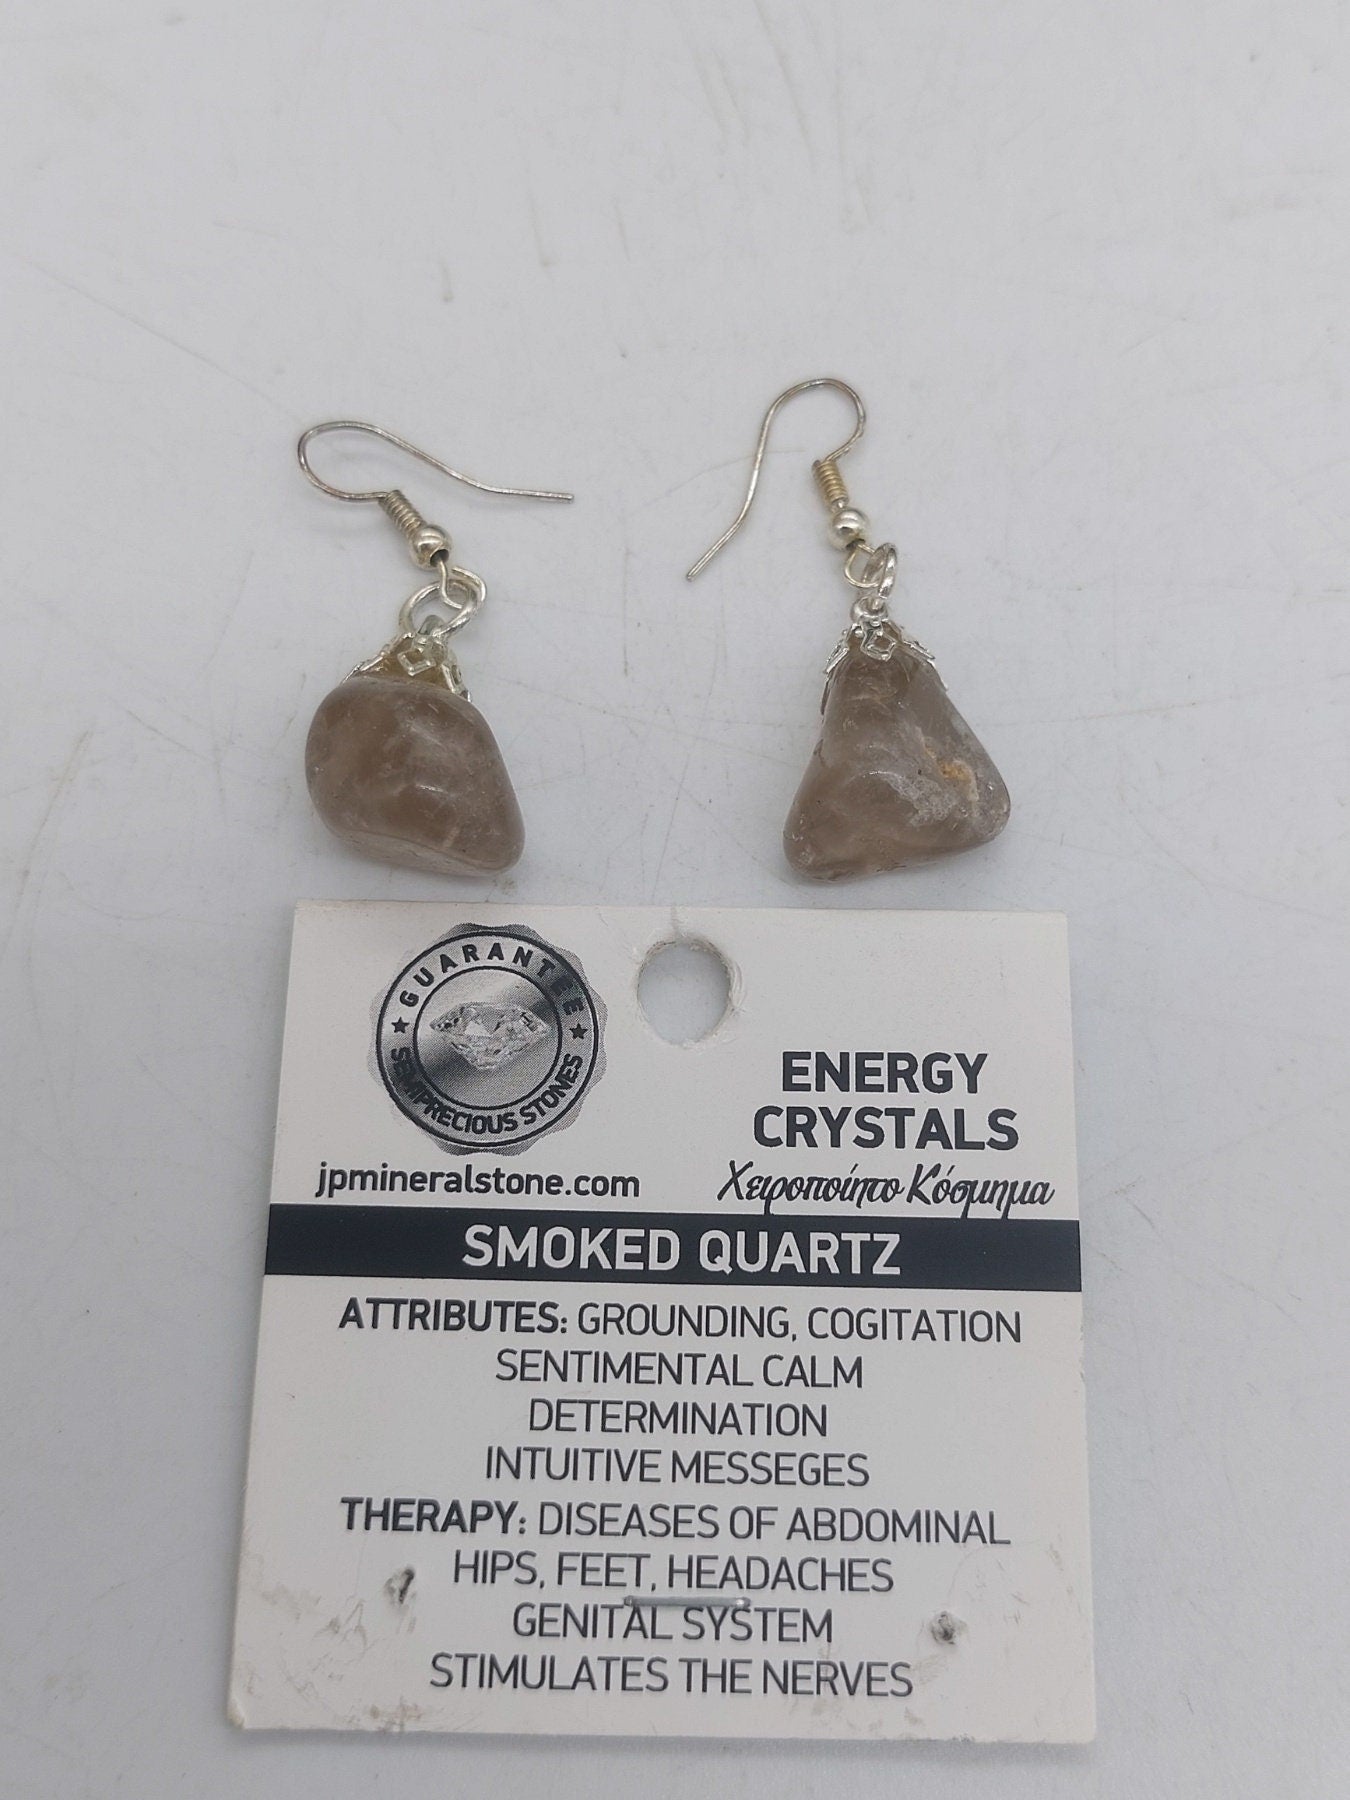 GUARANTEE
SEMIPRECIOUS STONES
jpmineralstone.com
ENERGY
CRYSTALS
Χειροποίητο Κόσμημα
SMOKED QUARTZ
ATTRIBUTES: GROUNDING, COGITATION
SENTIMENTAL CALM
DETERMINATION
INTUITIVE MESSEGES
THERAPY: DISEASES OF ABDOMINAL
HIPS, FEET, HEADACHES
GENITAL SYSTEM
STIMULATES THE NERVES